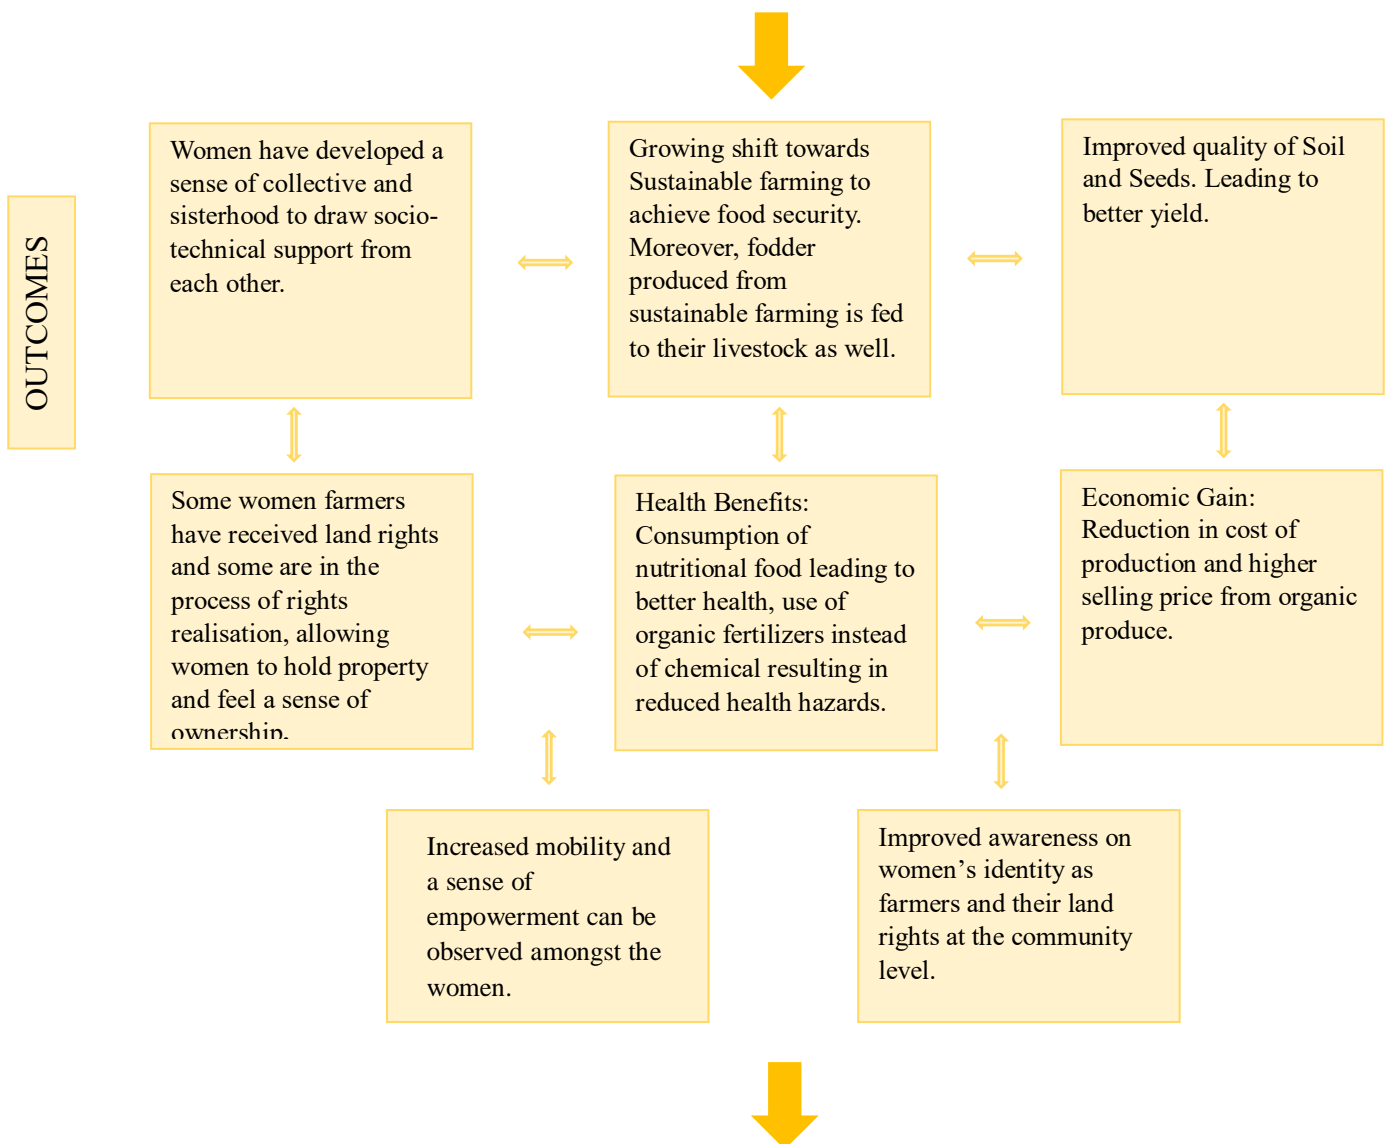 OUTCOMES
Women have developed a
sense of collective and
sisterhood to draw socio-
technical support from
each other.
Growing shift towards
Sustainable farming to
achieve food security.
Moreover, fodder
produced from
sustainable farming is fed
to their livestock as well.
Improved quality of Soil
and Seeds. Leading to
better yield.
Some women farmers
have received land rights
and some are in the
process of rights
realisation, allowing
women to hold property
and feel a sense of
ownership.
Health Benefits:
Consumption of
nutritional food leading to
better health, use of
organic fertilizers instead
of chemical resulting in
reduced health hazards.
Economic Gain:
Reduction in cost of
production and higher
selling price from organic
produce.
Increased mobility and
a sense of
empowerment can be
observed amongst the
women.
Improved awareness on
women’s identity as
farmers and their land
rights at the community
level.